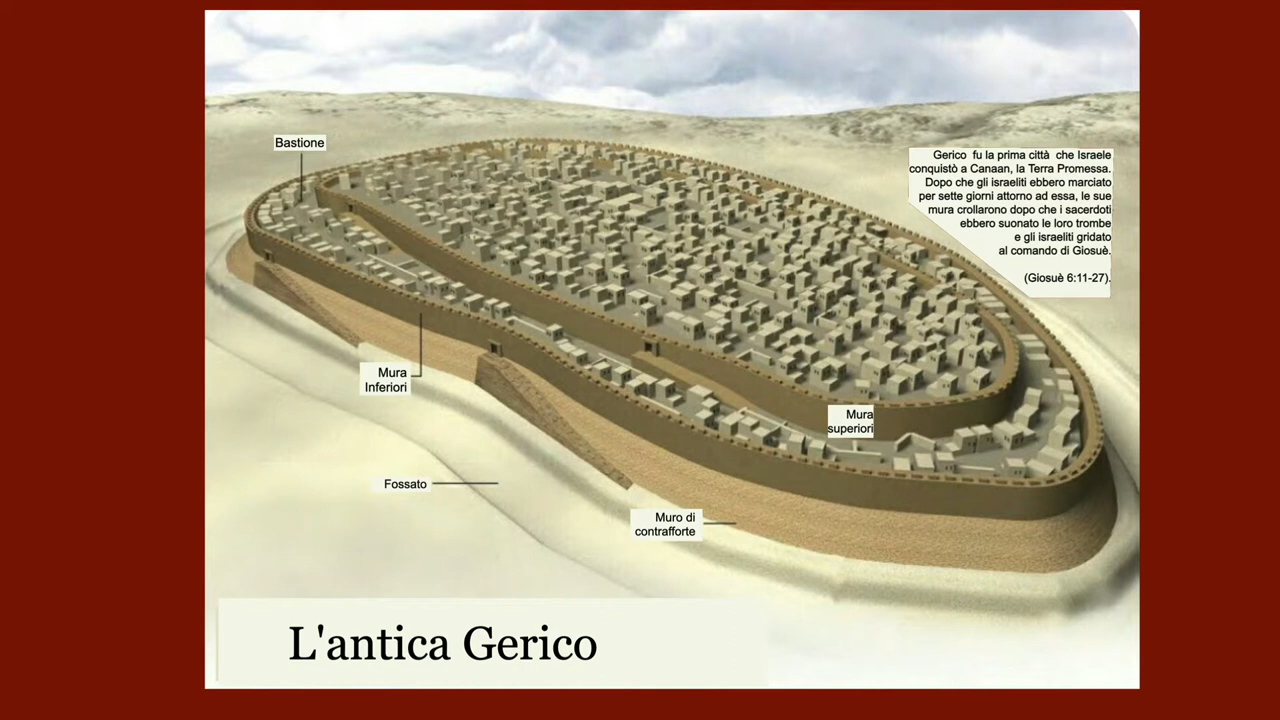 Bastione
Gerico fu la prima città che Israele
conquistò a Canaan, la Terra Promessa.
Dopo che gli israeliti ebbero marciato
per sette giorni attorno ad essa, le sue
mura crollarono dopo che i sacerdoti
ebbero suonato le loro trombe
e gli israeliti gridato
al comando di Giosuè.
(Giosuè 6:11-27).
Mura
Inferiori
Mura
superiori
Fossato
Muro di
contrafforte
L'antica Gerico